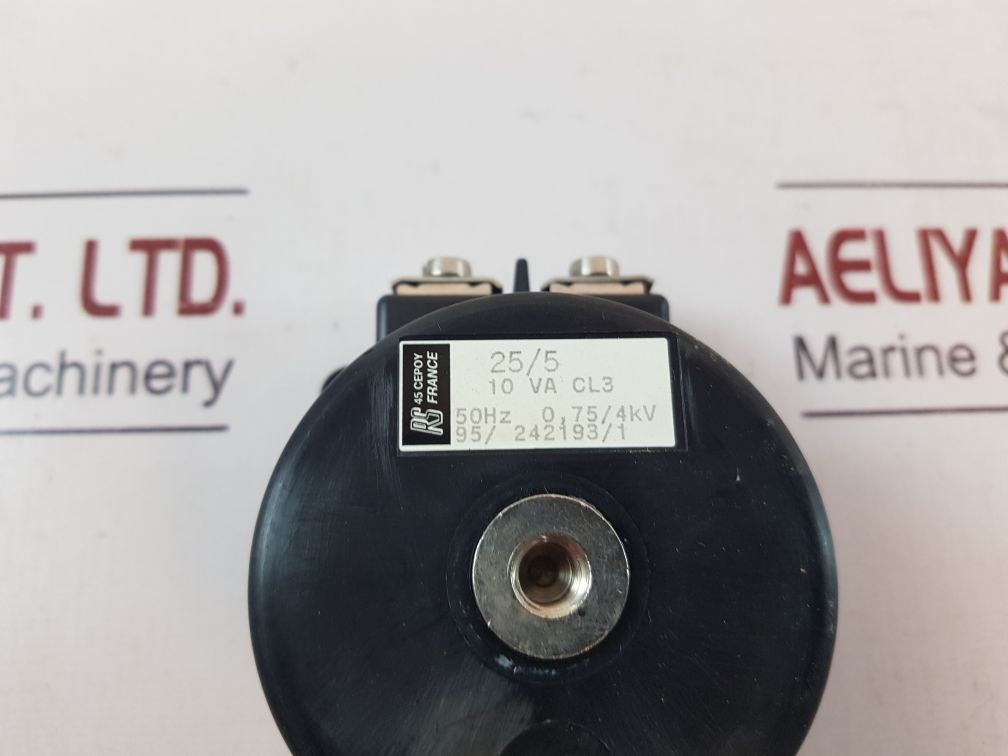 T. LTD.
achinery
AELIYA
Marine &
45 CEPOY
FRANCE
25/5
10 VA CL3
50Hz 0,75/4kV
95/ 242193/1